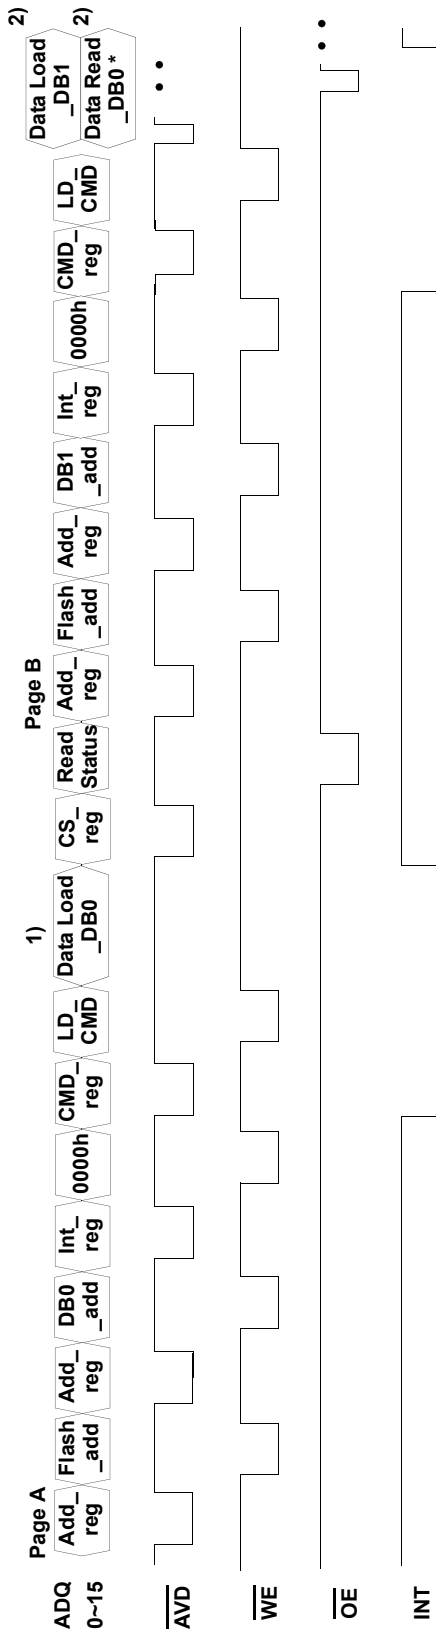 Page A
Page B
1)
2)
2)
ADQ
0~15
Add_
reg
Flash
_add
Add_
reg
DB0
_add
Int_
reg
0000h
CMD_
reg
LD_
CMD
Data Load
_DB0
CS_
reg
Read
Status
Add_
reg
Flash
_add
Add_
reg
DB1
_add
Int_
reg
0000h
CMD_
reg
LD_
CMD
Data Load
_DB1
Data Read
_DB0 *
AVD
WE
OE
INT